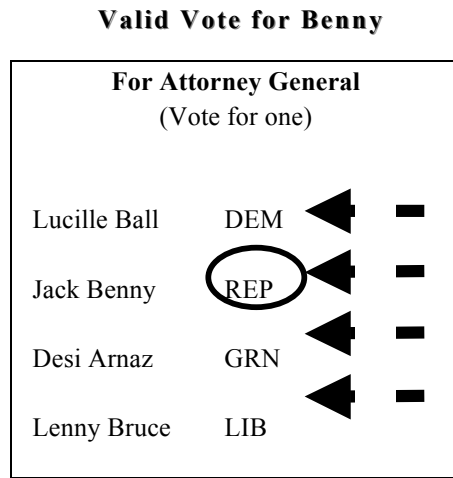 Valid Vote for Benny
For Attorney General
(Vote for one)
Lucille Ball DEM
Jack Benny REP
Desi Arnaz GRN
Lenny Bruce LIB